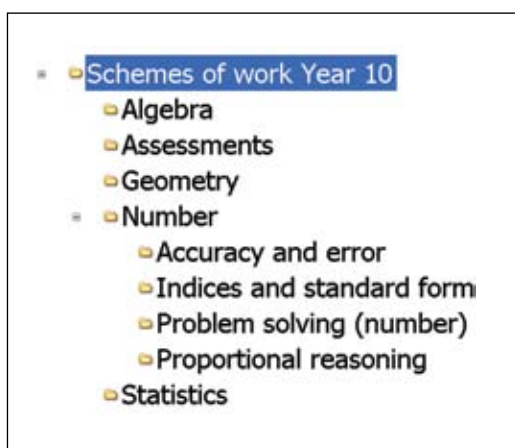 Schemes of work Year 10
Algebra
Assessments
Geometry
Number
Accuracy and error
Indices and standard form
Problem solving (number)
Proportional reasoning
Statistics